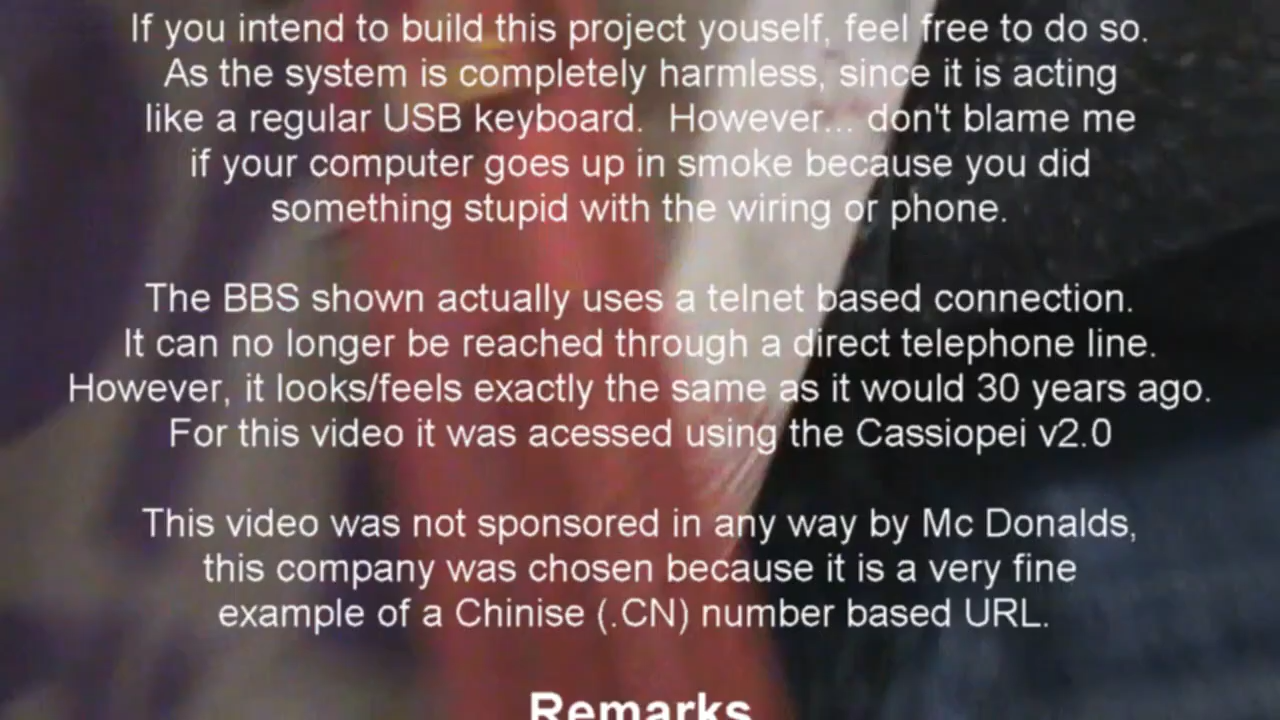 If you intend to build this project youself, feel free to do so.
As the system is completely harmless, since it is acting
like a regular USB keyboard.  However... don't blame me
if your computer goes up in smoke because you did
something stupid with the wiring or phone.
The BBS shown actually uses a telnet based connection.
It can no longer be reached through a direct telephone line.
However, it looks/feels exactly the same as it would 30 years ago.
For this video it was acessed using the Cassiopei v2.0
This video was not sponsored in any way by Mc Donalds,
this company was chosen because it is a very fine
example of a Chinise (.CN) number based URL.
Remarks